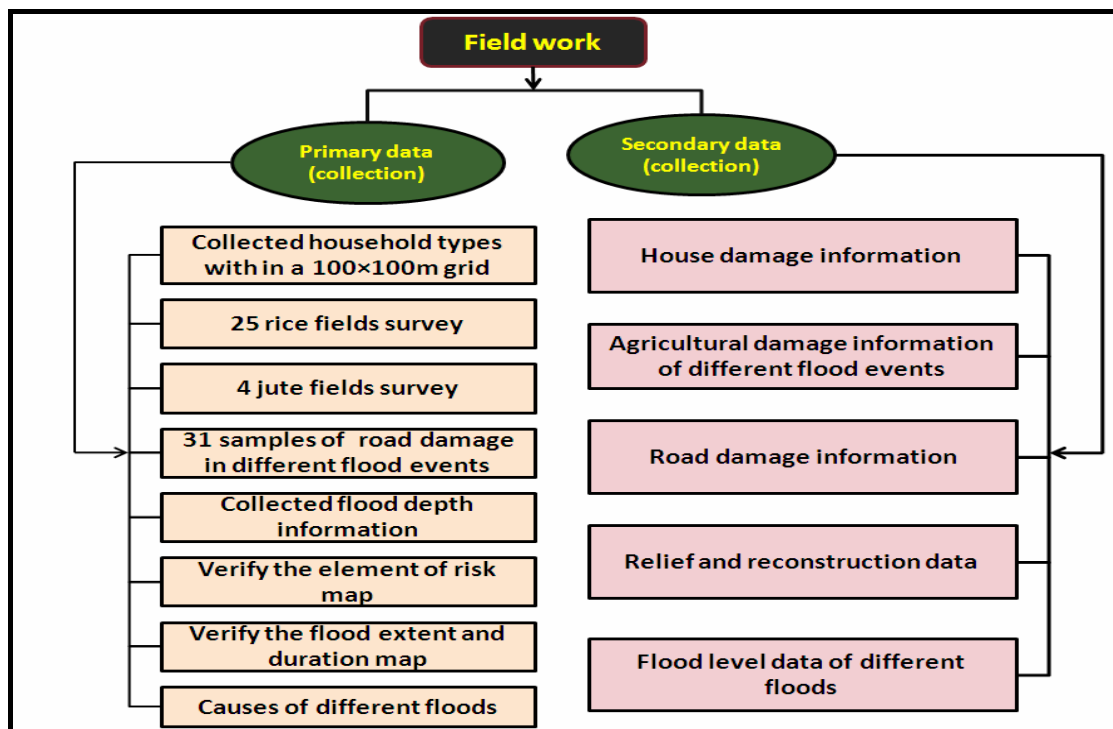 Field work
Primary data
(collection)
Secondary data
(collection)
Collected household types
with in a 100×100m grid
25 rice fields survey
4 jute fields survey
31 samples of road damage
in different flood events
Collected flood depth
information
Verify the element of risk
map
Verify the flood extent and
duration map
Causes of different floods
House damage information
Agricultural damage information
of different flood events
Road damage information
Relief and reconstruction data
Flood level data of different
floods